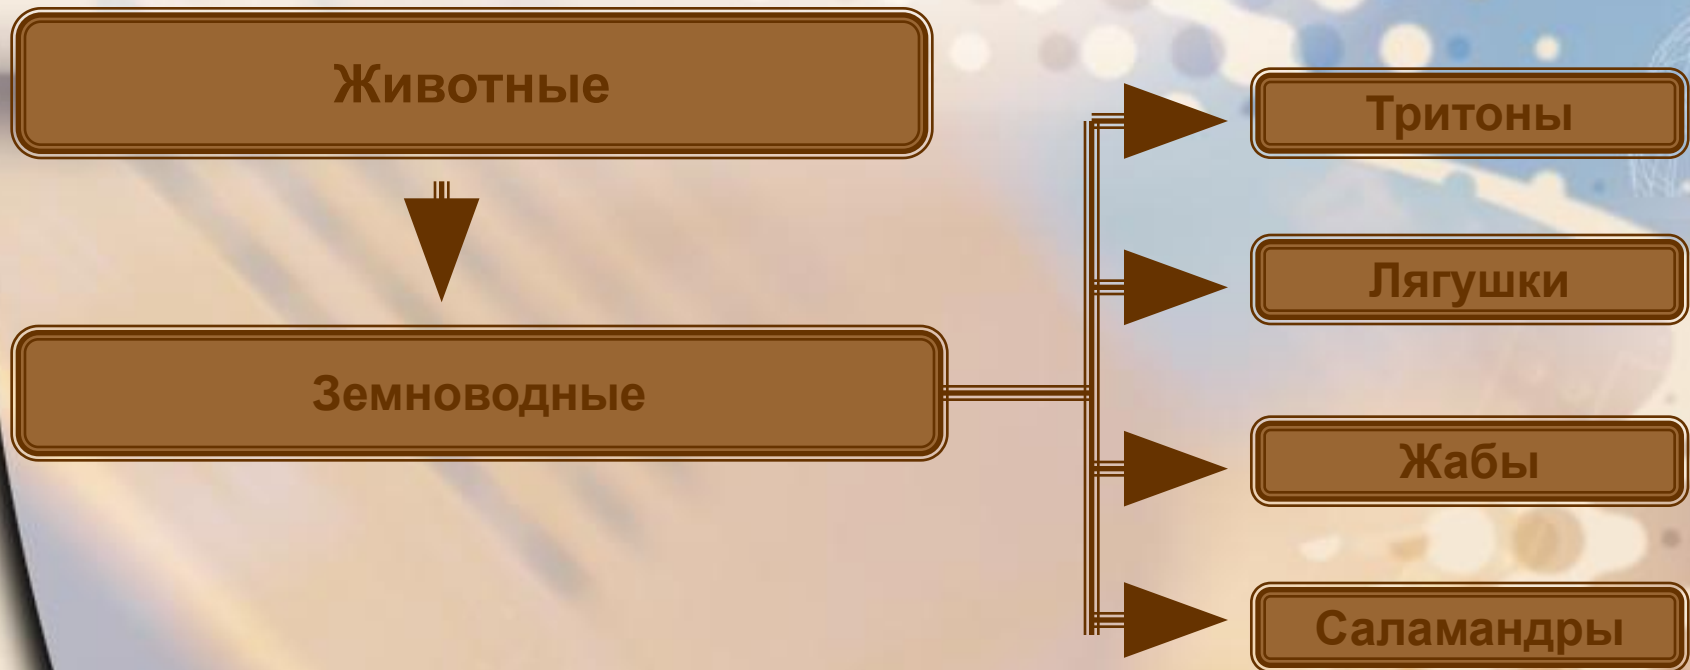 Животные
Земноводные
Тритоны
Лягушки
Жабы
Саламандры